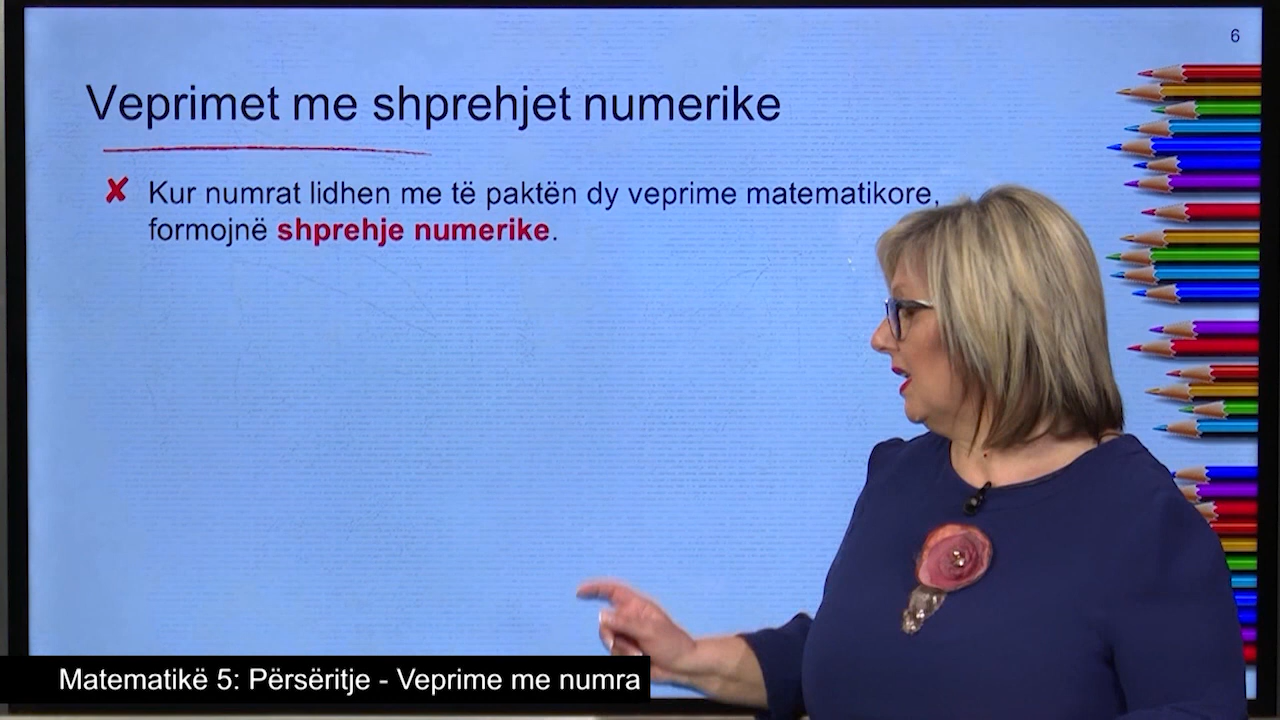 6
Veprimet me shprehjet numerike
✘ Kur numrat lidhen me të paktën dy veprime matematikore,
formojnë shprehje numerike.
Matematikë 5: Përsëritje - Veprime me numra